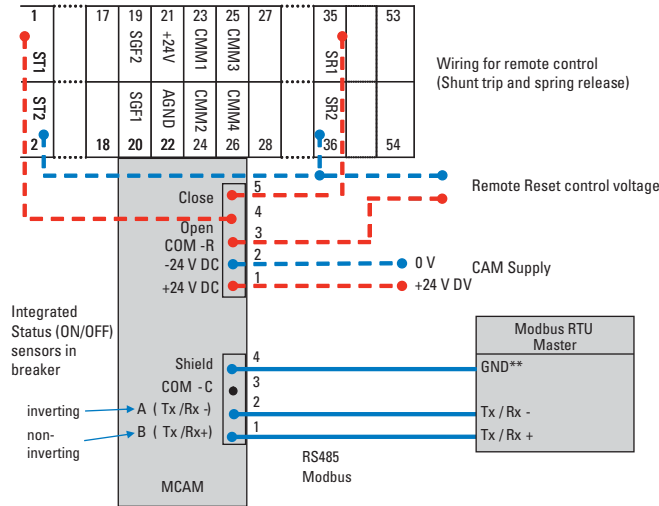 1 17 19 21 23 25 27 35 53
ST1 SGF2 +24V CMM1 CMM3 SR1
ST2 SGF1 AGND CMM2 CMM4 SR2
2 18 20 22 24 26 28 36 54
Wiring for remote control
(Shunt trip and spring release)
Remote Reset control voltage
Close 5
4
Open
COM -R 3
-24 V DC 2 0 V
CAM Supply
+24 V DC 1 +24 V DV
Integrated
Status (ON/OFF)
sensors in
breaker
Modbus RTU
Master
Shield 4 GND**
COM - C 3
inverting A ( Tx /Rx -) 2 Tx / Rx -
non-
inverting
B ( Tx /Rx+) 1 Tx / Rx +
RS485
Modbus
MCAM